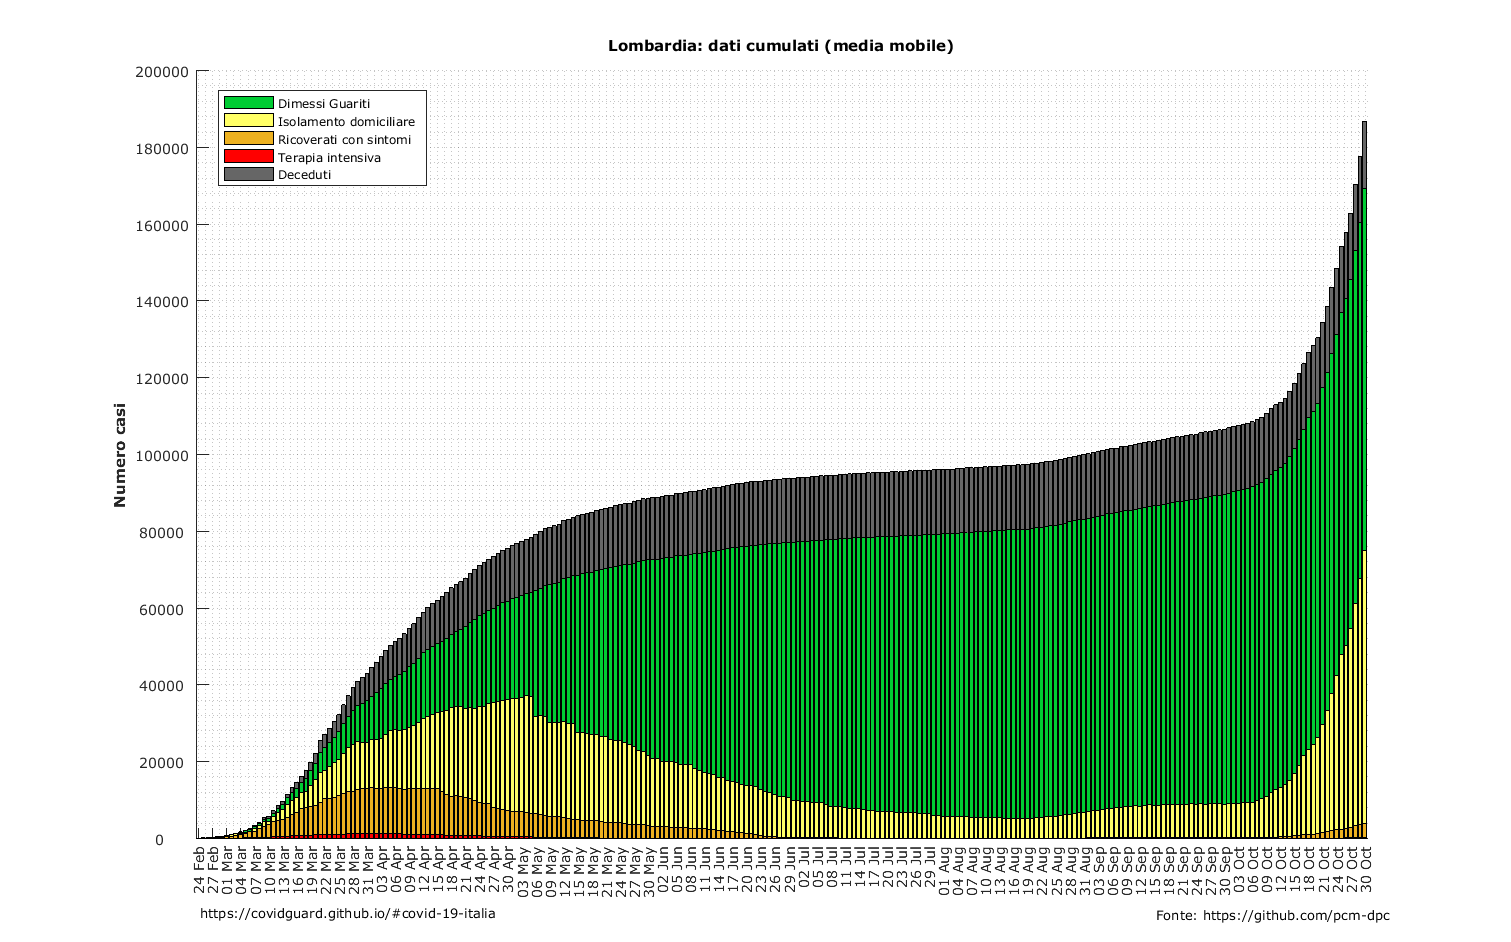 Lombardia: dati cumulati (media mobile)
Numero casi
200000
180000
160000
140000
120000
100000
80000
60000
40000
20000
0
Dimessi Guariti
Isolamento domiciliare
Ricoverati con sintomi
Terapia intensiva
Deceduti
24 Feb
27 Feb
01 Mar
04 Mar
07 Mar
10 Mar
13 Mar
16 Mar
19 Mar
22 Mar
25 Mar
28 Mar
31 Mar
03 Apr
06 Apr
09 Apr
12 Apr
15 Apr
18 Apr
21 Apr
24 Apr
27 Apr
30 Apr
03 May
06 May
09 May
12 May
15 May
18 May
21 May
24 May
27 May
30 May
02 Jun
05 Jun
08 Jun
11 Jun
14 Jun
17 Jun
20 Jun
23 Jun
26 Jun
29 Jun
02 Jul
05 Jul
08 Jul
11 Jul
14 Jul
17 Jul
20 Jul
23 Jul
26 Jul
29 Jul
01 Aug
04 Aug
07 Aug
10 Aug
13 Aug
16 Aug
19 Aug
22 Aug
25 Aug
28 Aug
31 Aug
03 Sep
06 Sep
09 Sep
12 Sep
15 Sep
18 Sep
21 Sep
24 Sep
27 Sep
30 Sep
03 Oct
06 Oct
09 Oct
12 Oct
15 Oct
18 Oct
21 Oct
24 Oct
27 Oct
30 Oct
https://covidguard.github.io/#covid-19-italia
Fonte: https://github.com/pcm-dpc